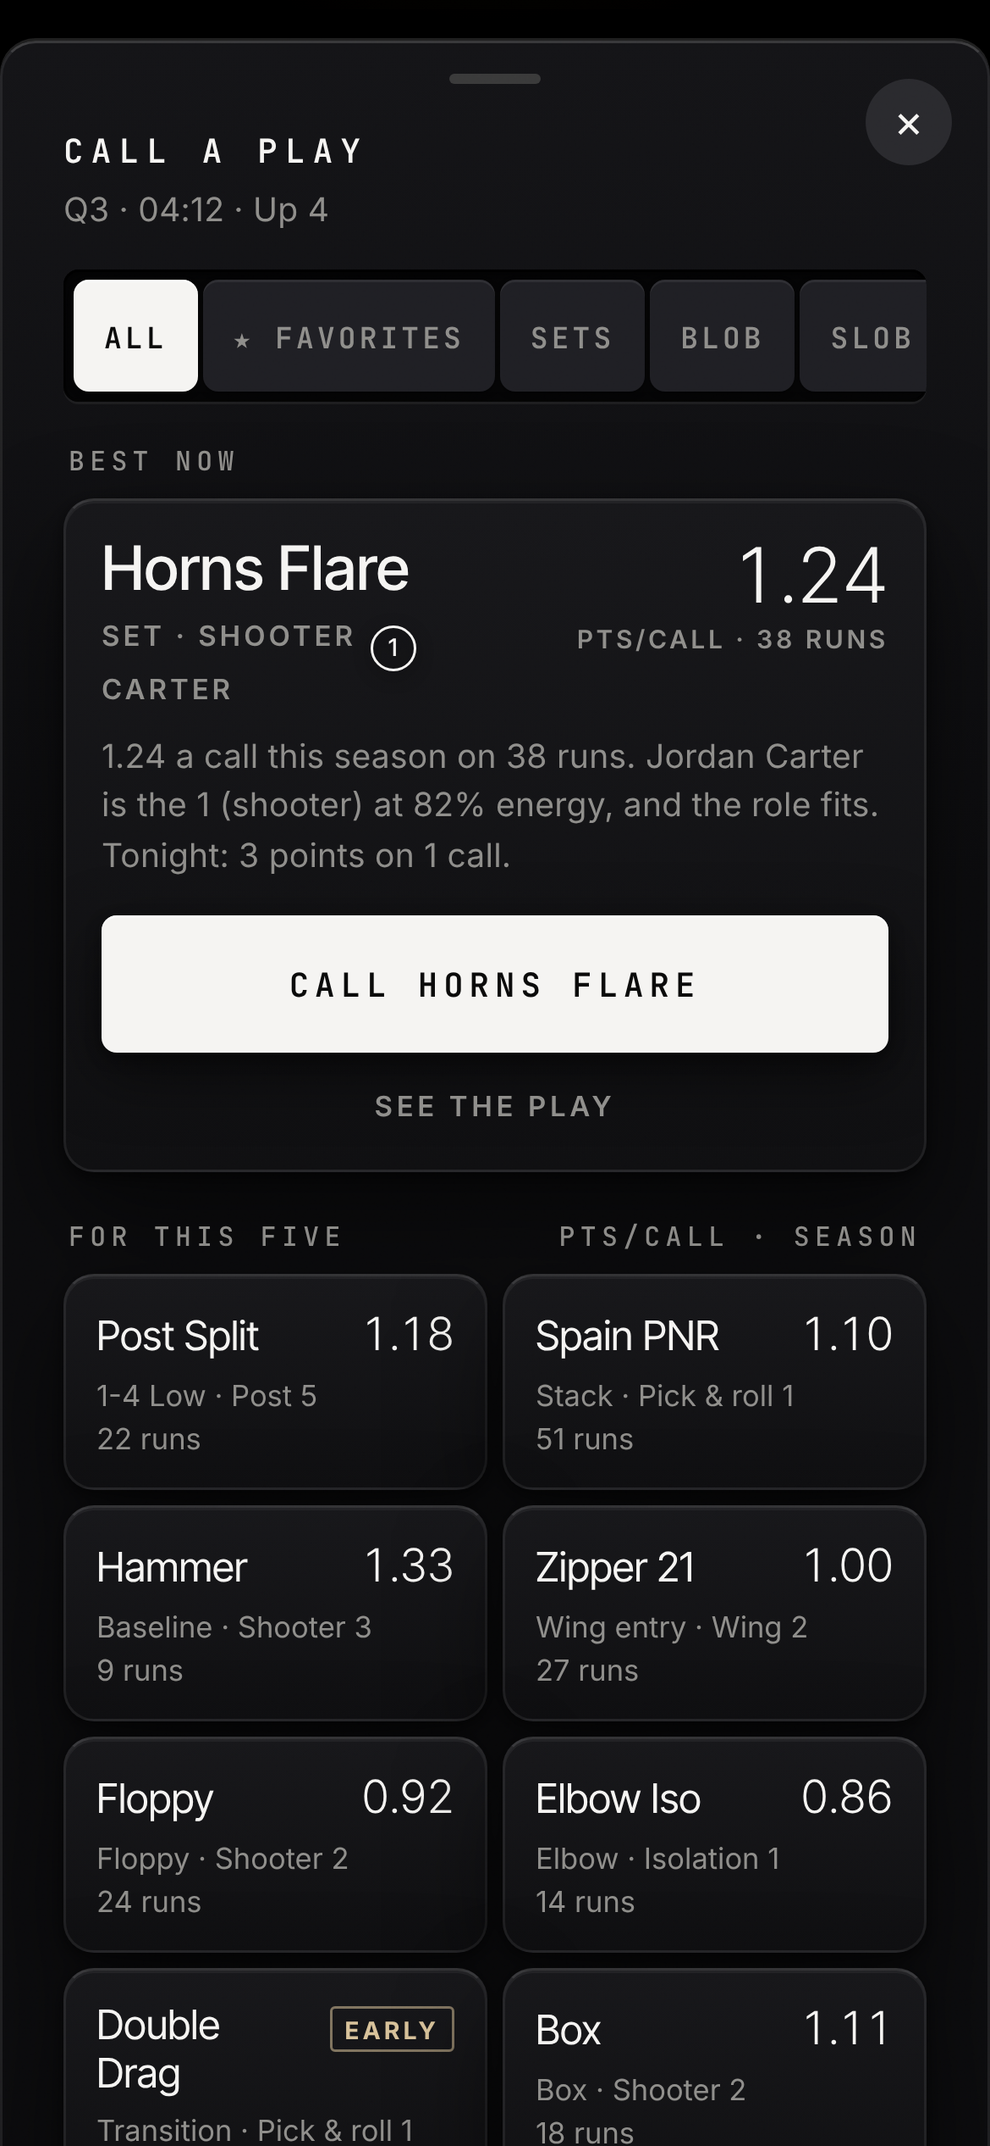 CALL A PLAY
Q3 · 04:12 · Up 4
ALL
★ FAVORITES
SETS
BLOB
SLOB
BEST NOW
Horns Flare
1.24
SET · SHOOTER 1
CARTER
PTS/CALL · 38 RUNS
1.24 a call this season on 38 runs. Jordan Carter
is the 1 (shooter) at 82% energy, and the role fits.
Tonight: 3 points on 1 call.
CALL HORNS FLARE
SEE THE PLAY
FOR THIS FIVE
PTS/CALL · SEASON
Post Split 1.18
1-4 Low · Post 5
22 runs
Spain PNR 1.10
Stack · Pick & roll 1
51 runs
Hammer 1.33
Baseline · Shooter 3
9 runs
Zipper 21 1.00
Wing entry · Wing 2
27 runs
Floppy 0.92
Floppy · Shooter 2
24 runs
Elbow Iso 0.86
Elbow · Isolation 1
14 runs
Double
Drag
EARLY
Transition · Pick & roll 1
Box 1.11
Box · Shooter 2
18 runs